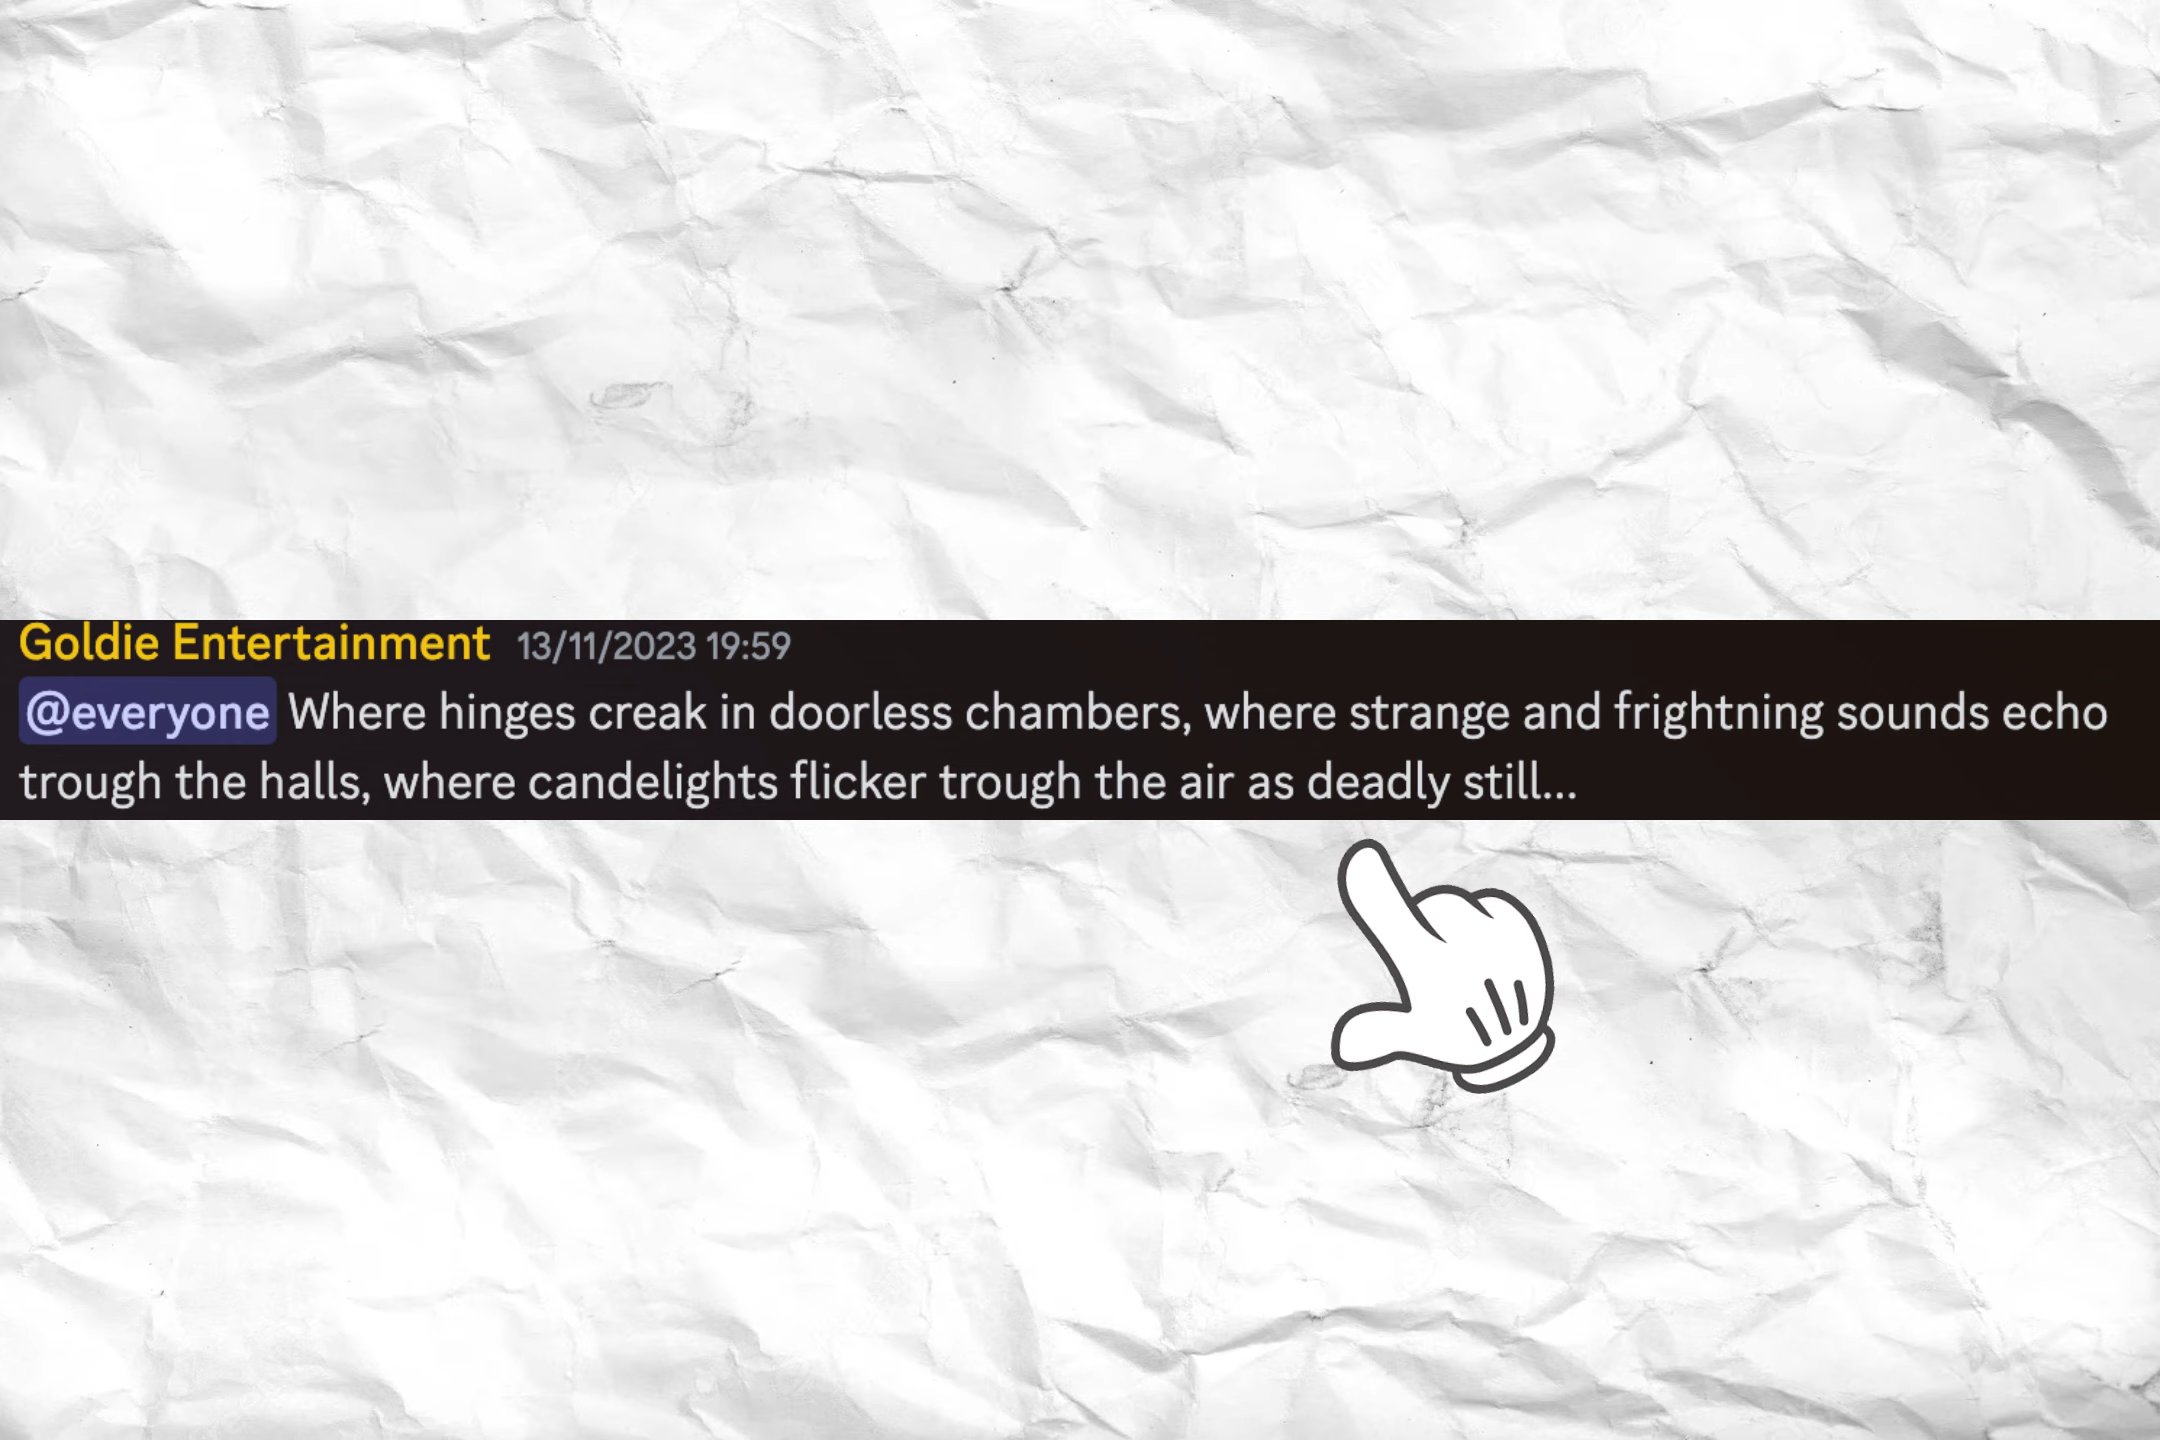 Goldie Entertainment 13/11/2023 19:59
@everyone Where hinges creak in doorless chambers, where strange and frightning sounds echo
trough the halls, where candelights flicker trough the air as deadly still...